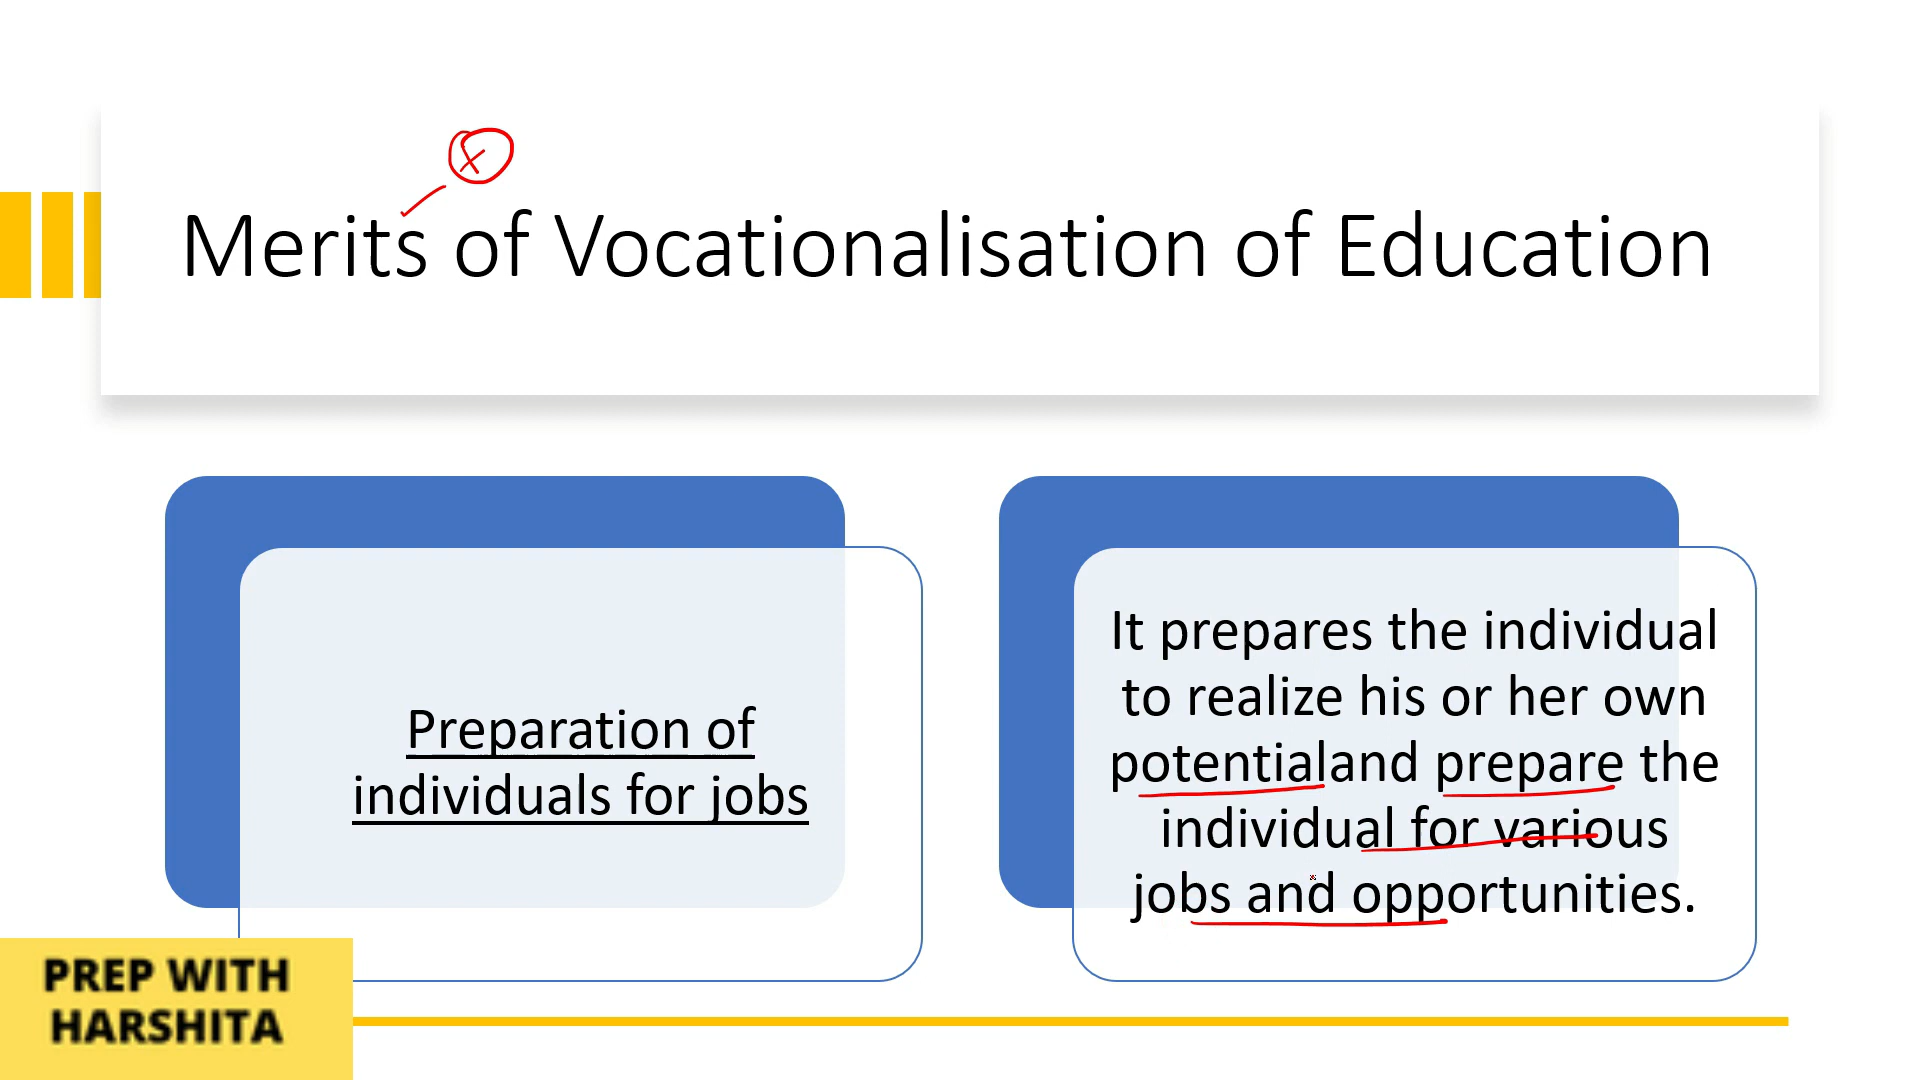 Merits of Vocationalisation of Education
Preparation of
individuals for jobs
It prepares the individual
to realize his or her own
potentialand prepare the
individual for various
jobs and opportunities.
PREP WITH
HARSHITA